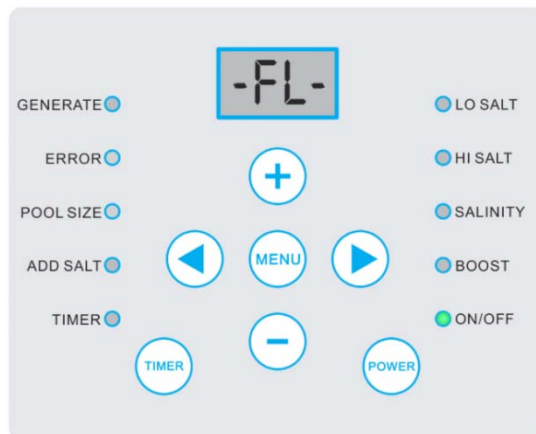 -FL-
GENERATE
LO SALT
ERROR
HI SALT
+
POOL SIZE
SALINITY
ADD SALT
MENU
BOOST
TIMER
−
ON/OFF
TIMER
POWER